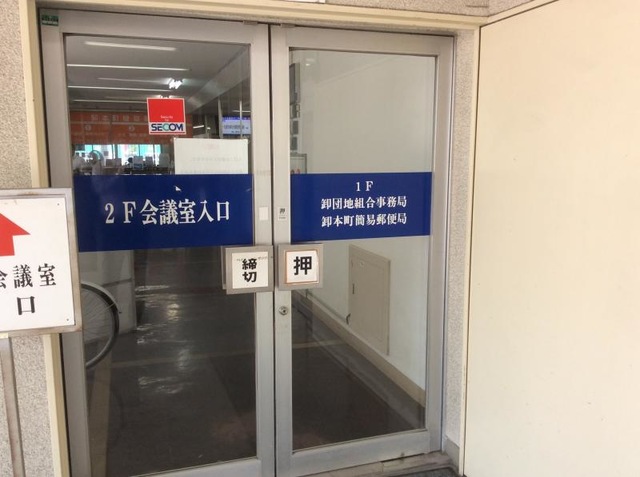 SECOM
2F会議室入口
1F
卸団地組合事務局
卸本町簡易郵便局
締切
押
会議室
口